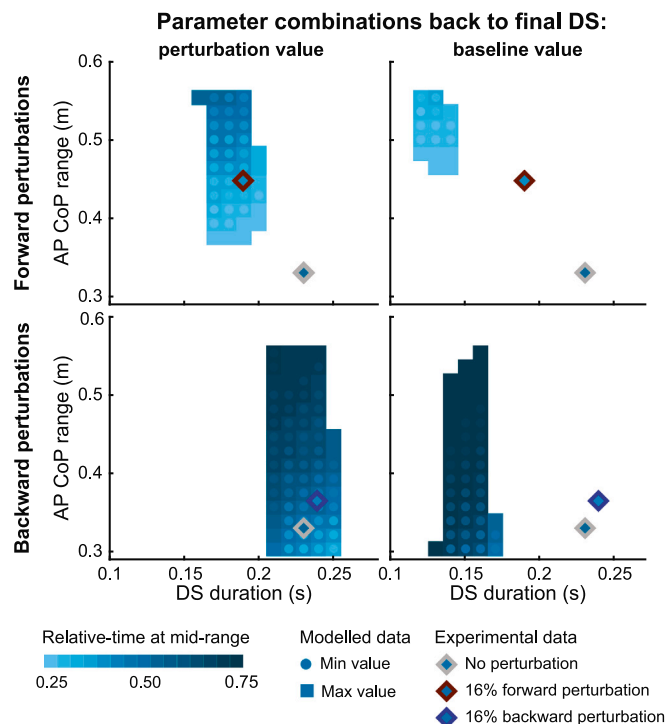 Parameter combinations back to final DS:
perturbation value
baseline value
Forward perturbations
AP CoP range (m)
0.6
0.5
0.4
0.3
Backward perturbations
AP CoP range (m)
0.6
0.5
0.4
0.3
0.1 0.15 0.2 0.25
DS duration (s)
0.1 0.15 0.2 0.25
DS duration (s)
Relative-time at mid-range
0.25 0.50 0.75
Modelled data
Min value
Max value
Experimental data
No perturbation
16% forward perturbation
16% backward perturbation